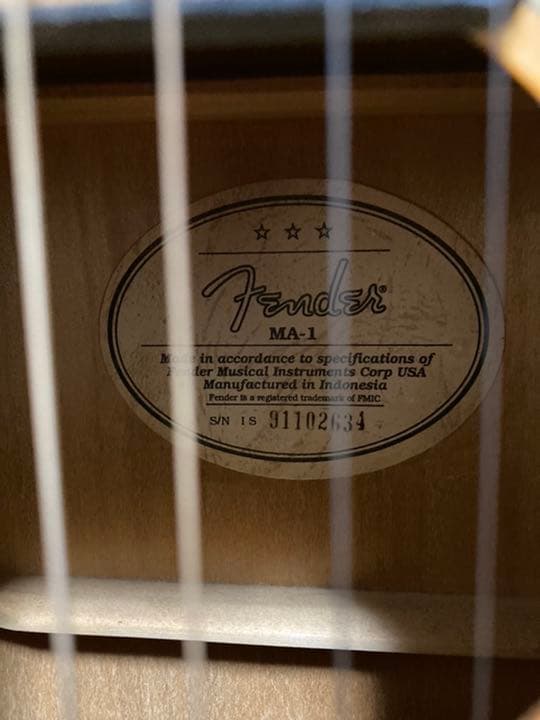 ☆ ☆ ☆
Fender®
MA-1
Made in accordance to specifications of
Fender Musical Instruments Corp USA
Manufactured in Indonesia
Fender is a registered trademark of FMIC
S/N I S 91102634